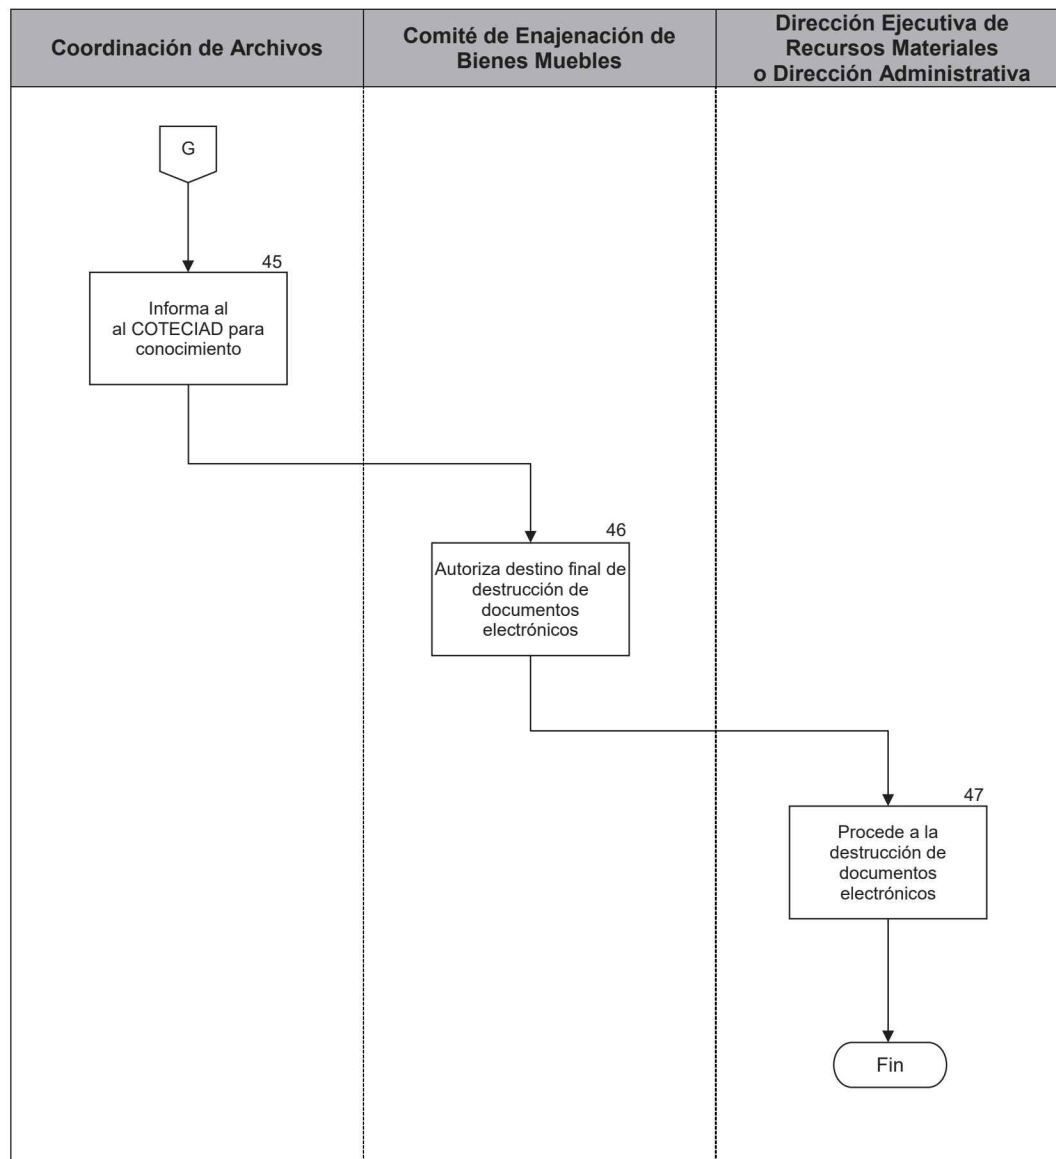 Coordinación de Archivos
Comité de Enajenación de
Bienes Muebles
Dirección Ejecutiva de
Recursos Materiales
o Dirección Administrativa
G
45
Informa al
al COTECIAD para
conocimiento
46
Autoriza destino final de
destrucción de
documentos
electrónicos
47
Procede a la
destrucción de
documentos
electrónicos
Fin